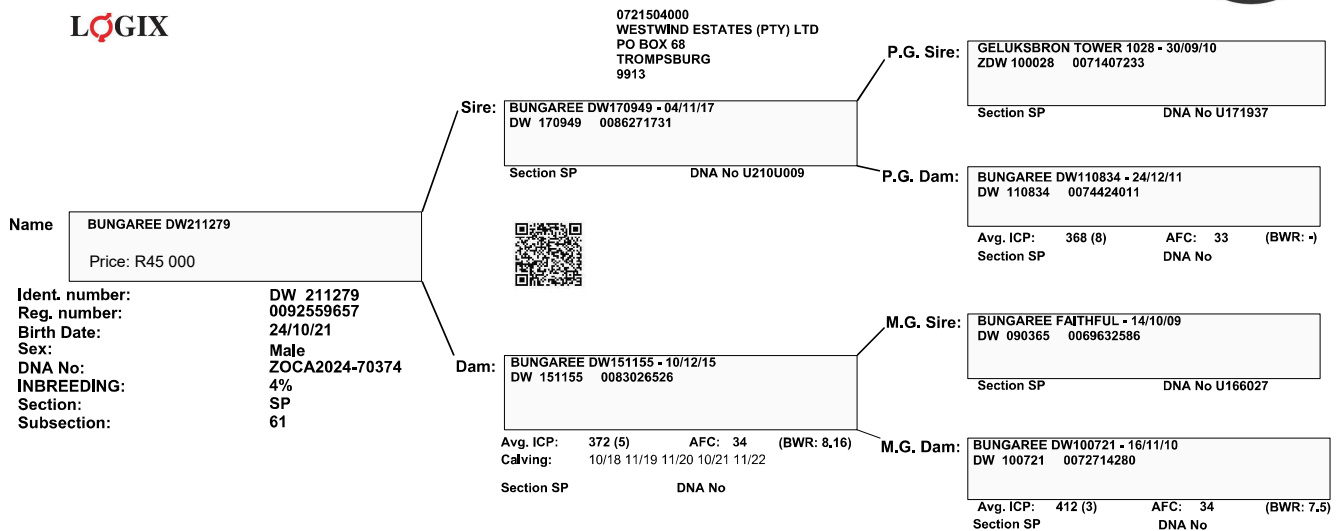 LOGIX
0721504000
WESTWIND ESTATES (PTY) LTD
PO BOX 68
TROMPSBURG
9913
P.G. Sire:
GELUKSBRON TOWER 1028 - 30/09/10
ZDW 100028 0071407233
Section SP DNA No U171937
Sire:
BUNGAREE DW170949 - 04/11/17
DW 170949 0086271731
Section SP DNA No U210U009
P.G. Dam:
BUNGAREE DW110834 - 24/12/11
DW 110834 0074424011
Avg. ICP: 368 (8) AFC: 33 (BWR: -)
Section SP DNA No
Name
BUNGAREE DW211279
Price: R45 000
Ident. number: DW 211279
Reg. number: 0092559657
Birth Date: 24/10/21
Sex: Male
DNA No: ZOCA2024-70374
INBREEDING: 4%
Section: SP
Subsection: 61
M.G. Sire:
BUNGAREE FAITHFUL - 14/10/09
DW 090365 0069632586
Section SP DNA No U166027
Dam:
BUNGAREE DW151155 - 10/12/15
DW 151155 0083026526
Avg. ICP: 372 (5) AFC: 34 (BWR: 8.16)
Calving: 10/18 11/19 11/20 10/21 11/22
Section SP DNA No
M.G. Dam:
BUNGAREE DW100721 - 16/11/10
DW 100721 0072714280
Avg. ICP: 412 (3) AFC: 34 (BWR: 7.5)
Section SP DNA No